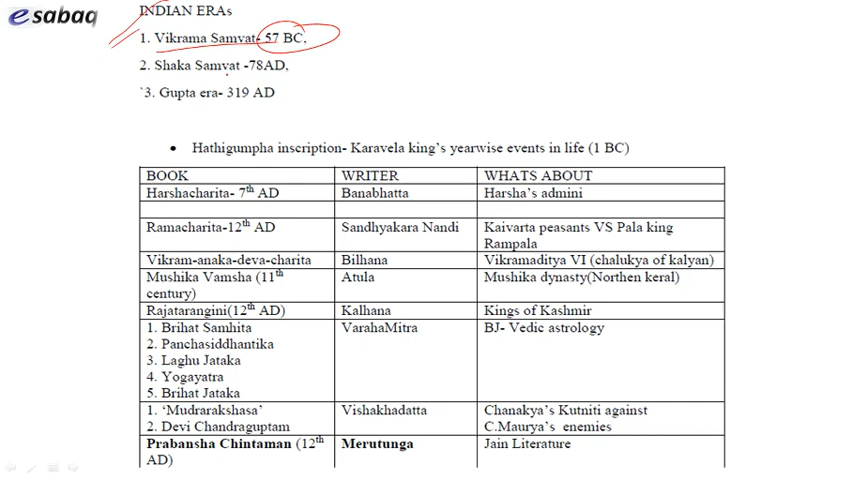 esabaq
INDIAN ERAs
1. Vikrama Samvat- 57 BC,
2. Shaka Samvat -78AD,
`3. Gupta era- 319 AD
• Hathigumpha inscription- Karavela king's yearwise events in life (1 BC)
BOOK WRITER WHATS ABOUT
Harshacharita- 7th AD Banabhatta Harsha's admini
Ramacharita-12th AD Sandhyakara Nandi Kaivarta peasants VS Pala king
Rampala
Vikram-anaka-deva-charita Bilhana Vikramaditya VI (chalukya of kalyan)
Mushika Vamsha (11th Atula Mushika dynasty(Northen keral)
century)
Rajatarangini(12th AD) Kalhana Kings of Kashmir
1. Brihat Samhita VarahaMitra BJ- Vedic astrology
2. Panchasiddhantika
3. Laghu Jataka
4. Yogayatra
5. Brihat Jataka
1. ‘Mudrarakshasa’ Vishakhadatta Chanakya's Kutniti against
2. Devi Chandraguptam C.Maurya's enemies
Prabansha Chintaman (12th Merutunga Jain Literature
AD)